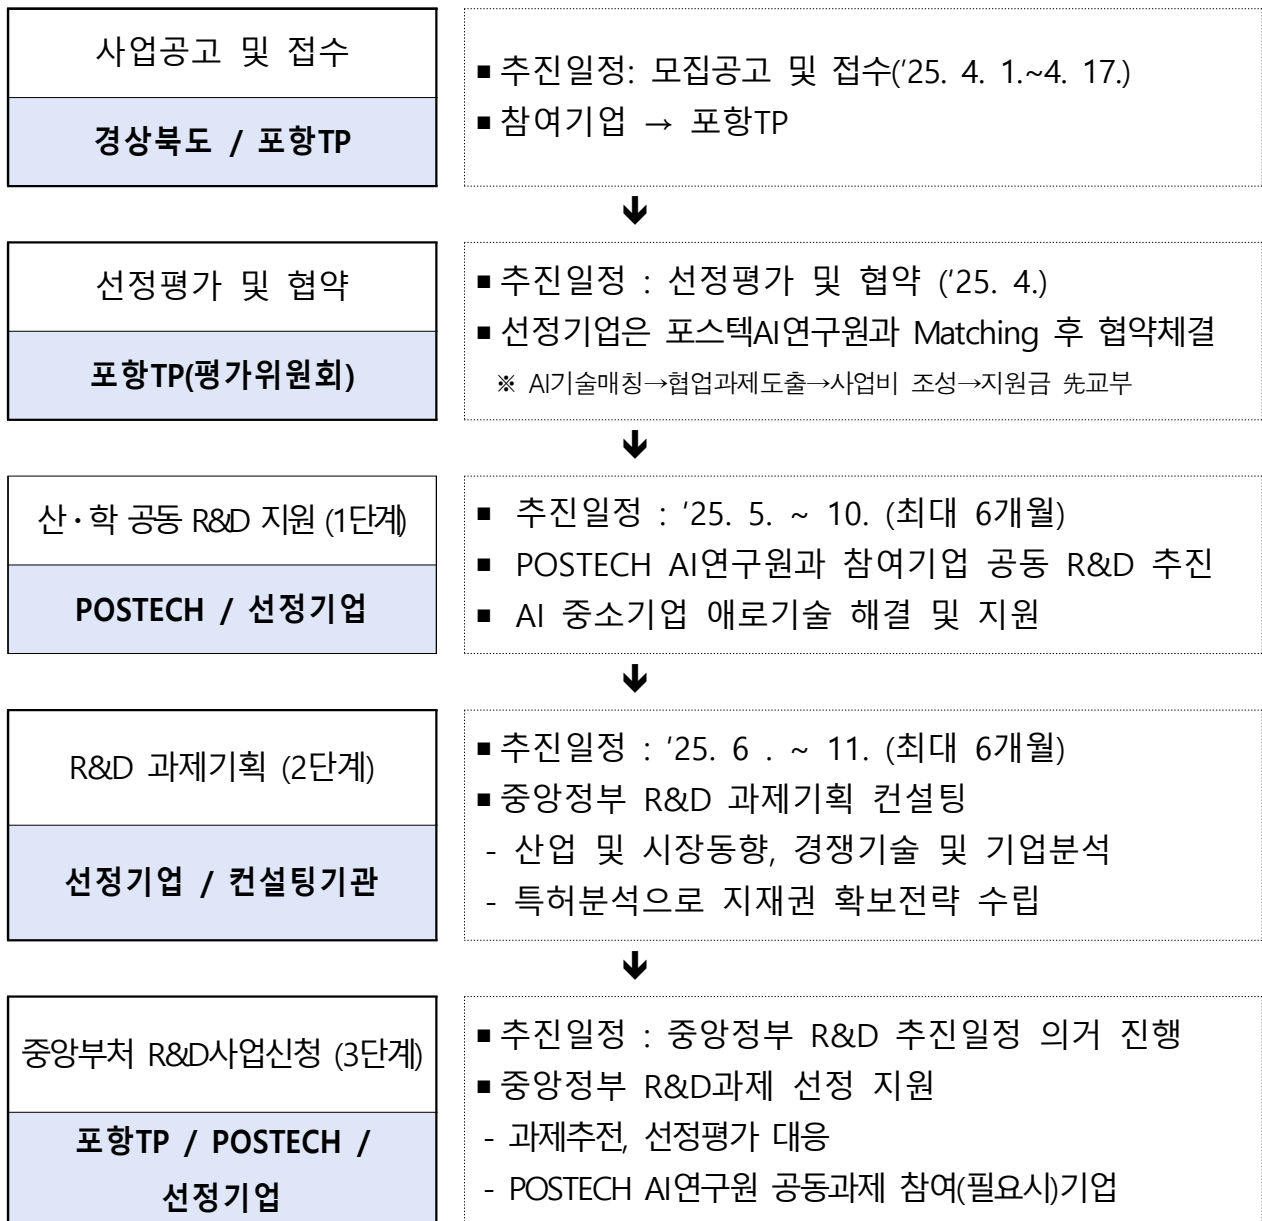 사업공고 및 접수
경상북도 / 포항TP
▪ 추진일정: 모집공고 및 접수('25. 4. 1.~4. 17.)
▪ 참여기업 → 포항TP
선정평가 및 협약
포항TP(평가위원회)
▪ 추진일정 : 선정평가 및 협약 ('25. 4.)
▪ 선정기업은 포스텍AI연구원과 Matching 후 협약체결
※ AI기술매칭→협업과제도출→사업비 조성→지원금 先교부
산・학 공동 R&D 지원 (1단계)
POSTECH / 선정기업
▪ 추진일정 : '25. 5. ~ 10. (최대 6개월)
▪ POSTECH AI연구원과 참여기업 공동 R&D 추진
▪ AI 중소기업 애로기술 해결 및 지원
R&D 과제기획 (2단계)
선정기업 / 컨설팅기관
▪ 추진일정 : '25. 6 . ~ 11. (최대 6개월)
▪ 중앙정부 R&D 과제기획 컨설팅
- 산업 및 시장동향, 경쟁기술 및 기업분석
- 특허분석으로 지재권 확보전략 수립
중앙부처 R&D사업신청 (3단계)
포항TP / POSTECH /
선정기업
▪ 추진일정 : 중앙정부 R&D 추진일정 의거 진행
▪ 중앙정부 R&D과제 선정 지원
- 과제추전, 선정평가 대응
- POSTECH AI연구원 공동과제 참여(필요시)기업